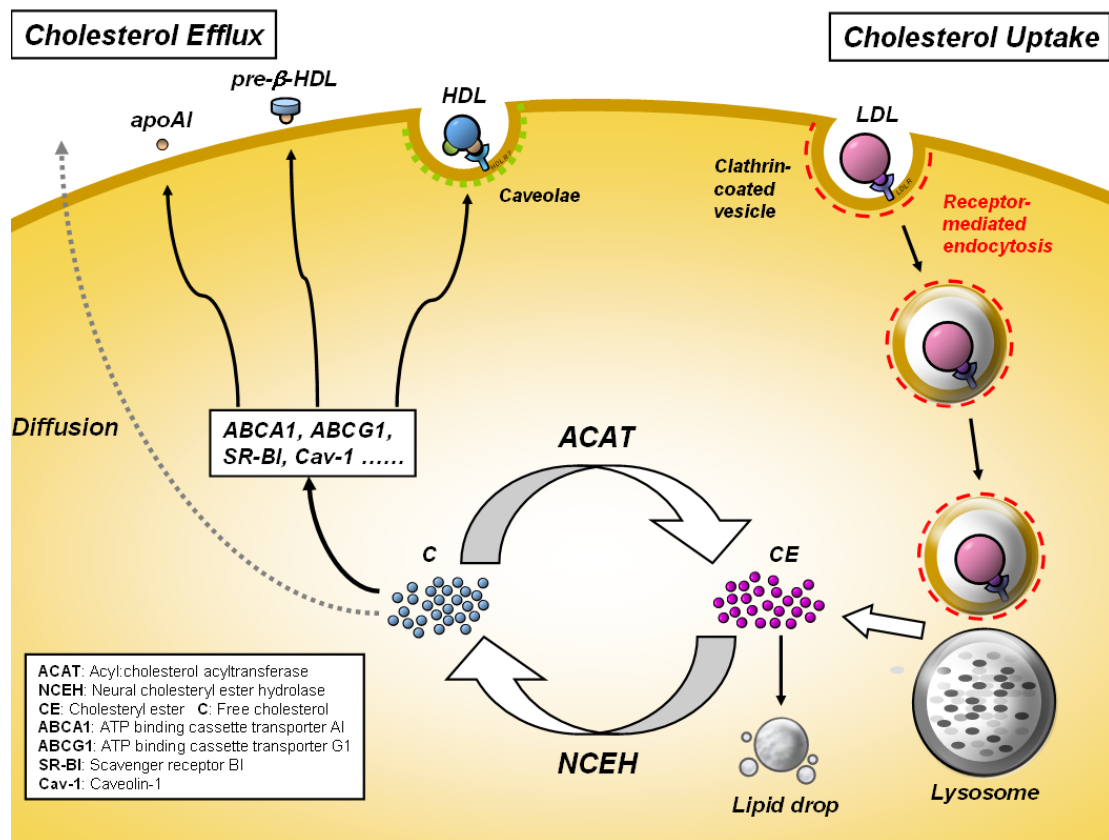 Cholesterol Efflux
Cholesterol Uptake
pre-β-HDL
HDL
apoAI
LDL
HDLR?
LDLR
Caveolae
Clathrin-
coated
vesicle
Receptor-
mediated
endocytosis
Diffusion
ABCA1, ABCG1,
SR-BI, Cav-1 ......
ACAT
C
CE
NCEH
Lipid drop
Lysosome
ACAT: Acyl:cholesterol acyltransferase
NCEH: Neural cholesteryl ester hydrolase
CE: Cholesteryl ester C: Free cholesterol
ABCA1: ATP binding cassette transporter AI
ABCG1: ATP binding cassette transporter G1
SR-BI: Scavenger receptor BI
Cav-1: Caveolin-1